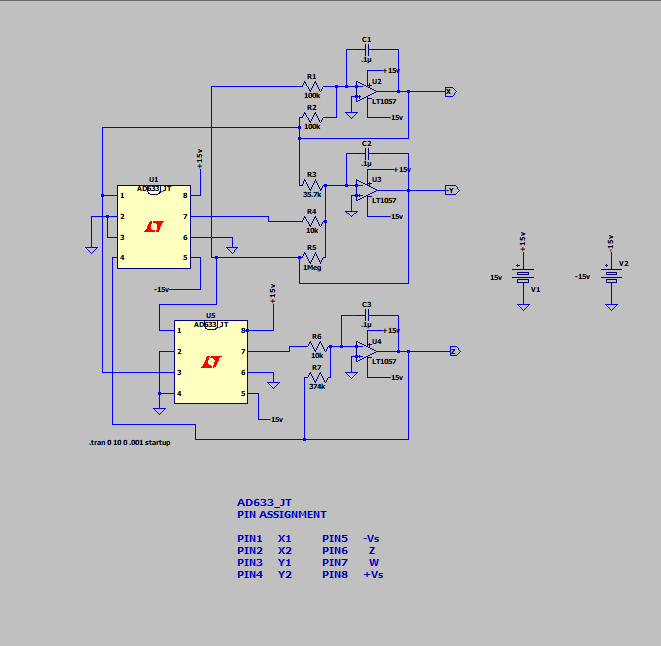 C1
.1µ
+15v
R1
100k
U2
X
LT1057
R2
100k
-15v
C2
.1µ
+15v
U1
AD633_JT
+15v
R3
35.7k
U3
-Y
LT1057
1
8
2
7
R4
10k
-15v
3
6
4
5
R5
1Meg
-15v
+15v
-15v
15v
V1
-15v
V2
U5
AD633_JT
+15v
C3
.1µ
+15v
1
8
R6
10k
U4
Z
LT1057
2
7
3
6
R7
374k
-15v
4
5
-15v
.tran 0 10 0 .001 startup
AD633_JT
PIN ASSIGNMENT
PIN1 X1 PIN5 -Vs
PIN2 X2 PIN6 Z
PIN3 Y1 PIN7 W
PIN4 Y2 PIN8 +Vs